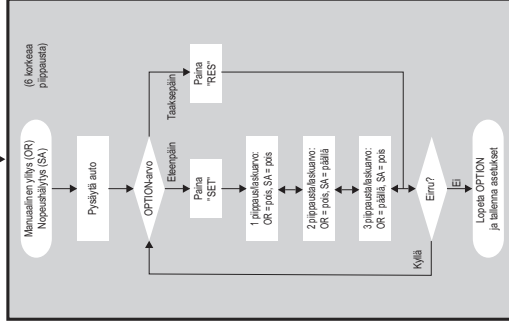 Manuaalinen ylitys (OR)
Nopeushälytys (SA)
(6 korkeaa
piippausta)
Pysäytä auto
OPTION-arvo
Eteenpäin
Taaksepäin
Paina
"SET"
Paina
"RES"
1 piippaus/laskuarvo:
OR = pois, SA = pois
2 piippausta/laskuarvo:
OR = pois, SA = päällä
3 piippausta/laskuarvo:
OR = päällä, SA = pois
Eirru?
Kyllä
Ei
Lopeta OPTION
ja tallenna asetukset